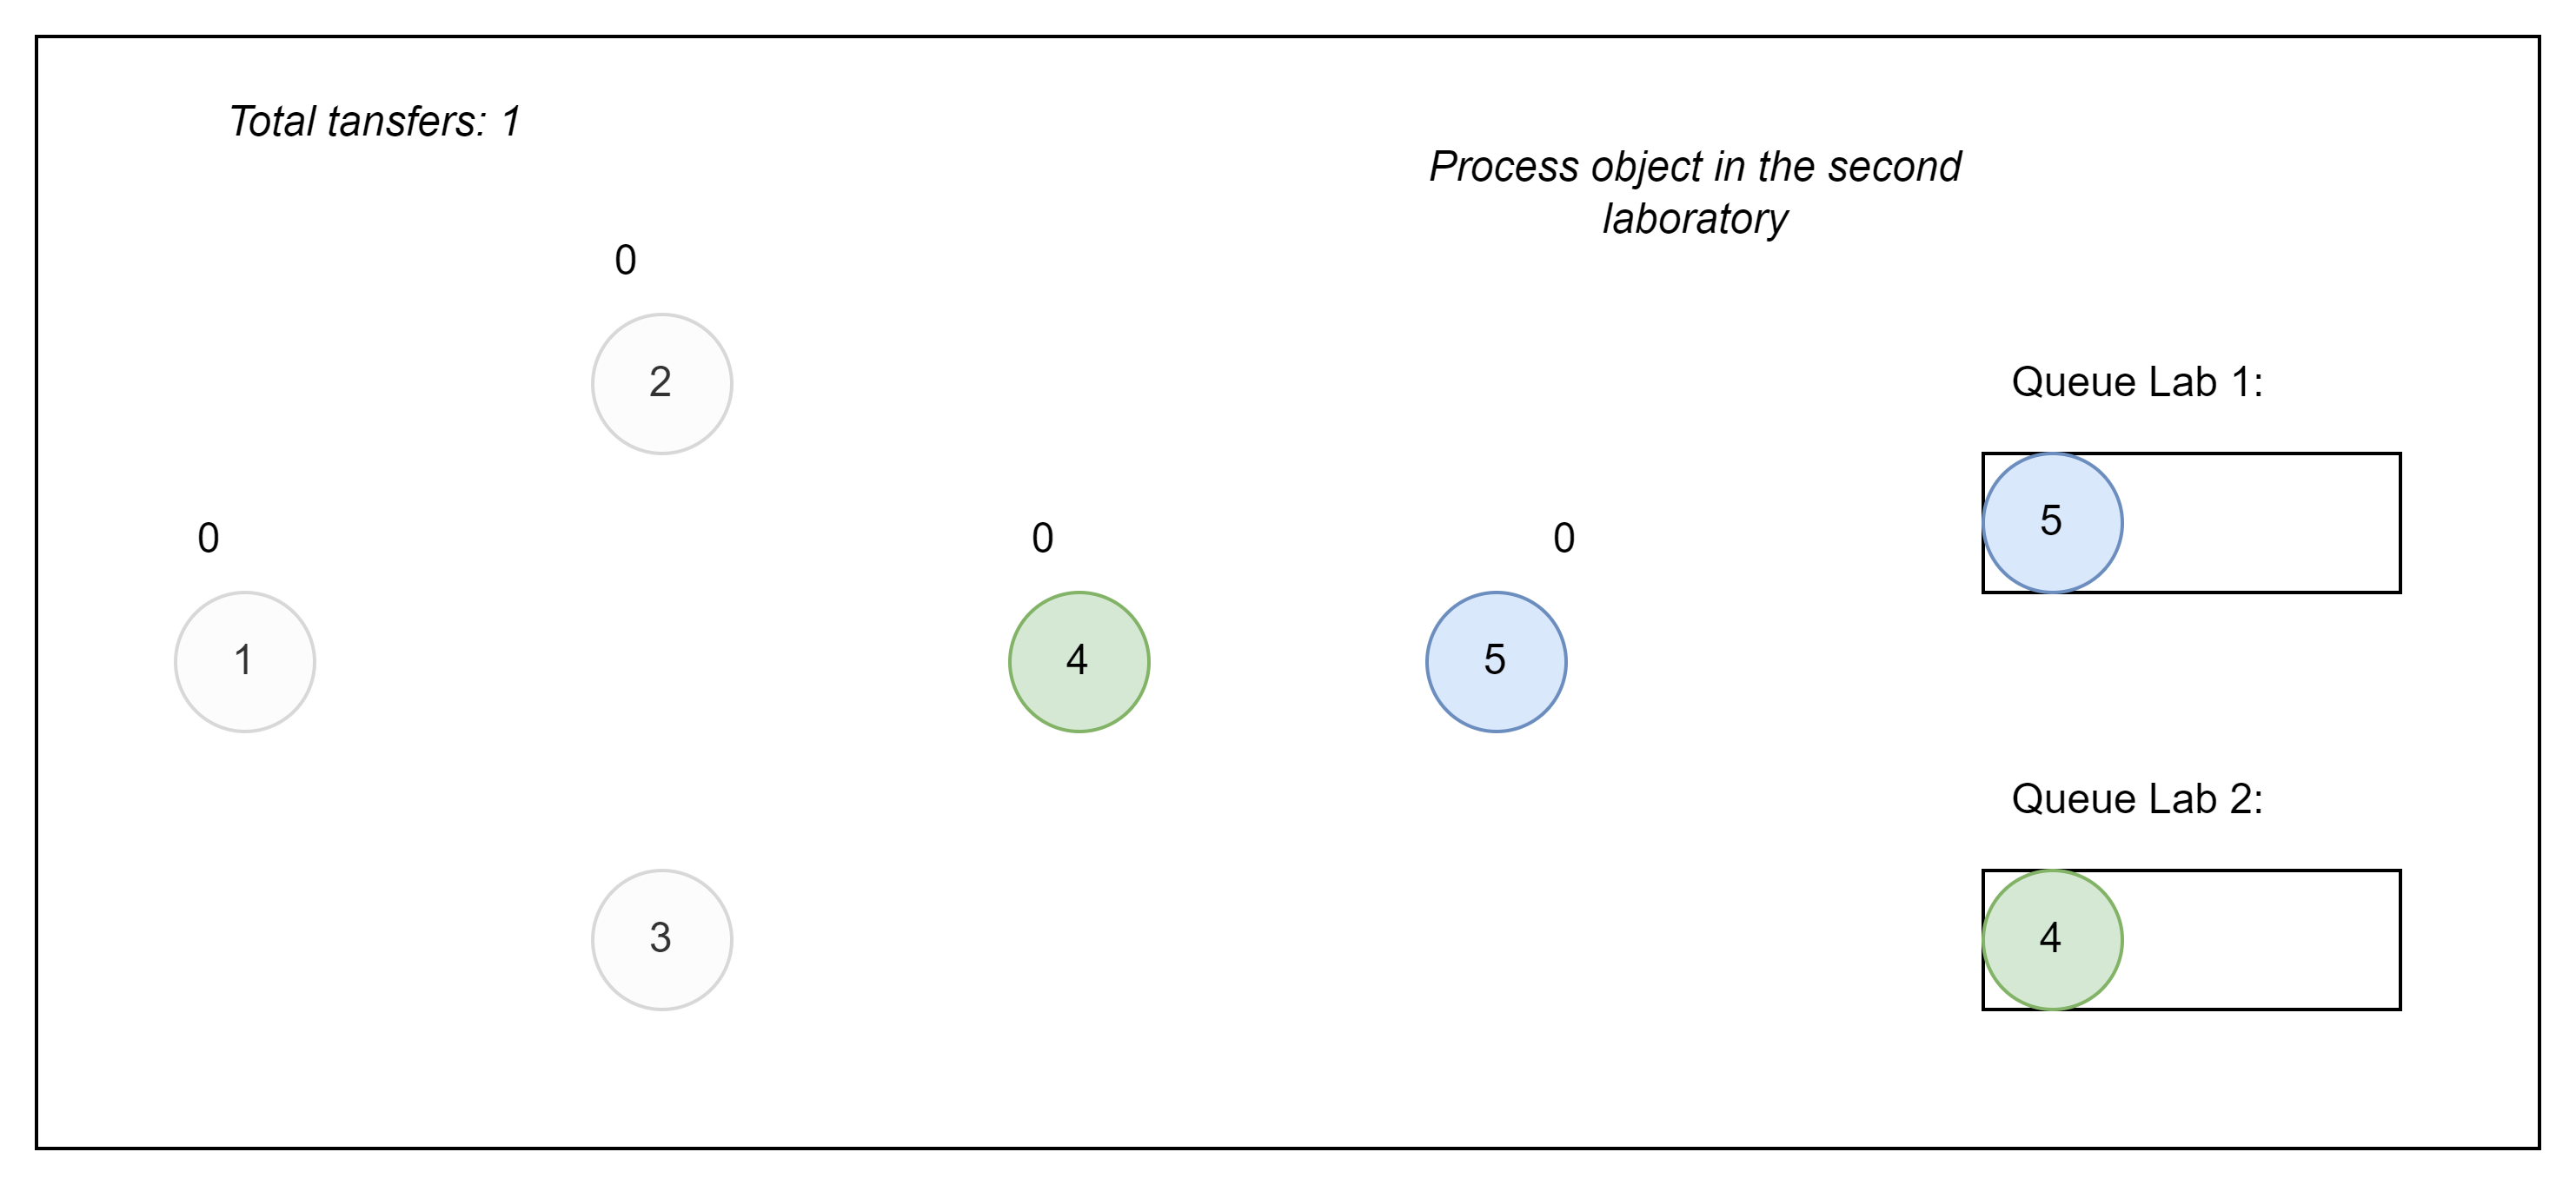 Total tansfers: 1
Process object in the second
laboratory
0
2
Queue Lab 1:
0
0
0
5
1
4
5
Queue Lab 2:
3
4